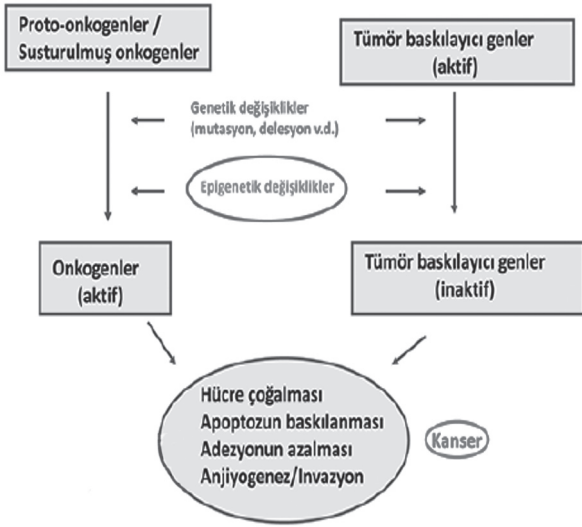 Proto-onkogenler /
Susturulmuş onkogenler
Tümör baskılayıcı genler
(aktif)
Genetik değişiklikler
(mutasyon, delesyon v.d.)
Epigenetik değişiklikler
Onkogenler
(aktif)
Tümör baskılayıcı genler
(inaktif)
Hücre çoğalması
Apoptozun baskılanması
Adezyonun azalması
Anjiyogenez/Invazyon
Kanser